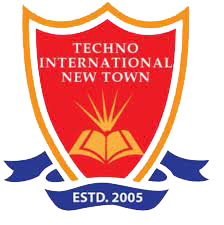 TECHNO
INTERNATIONAL
NEW TOWN
ESTD. 2005